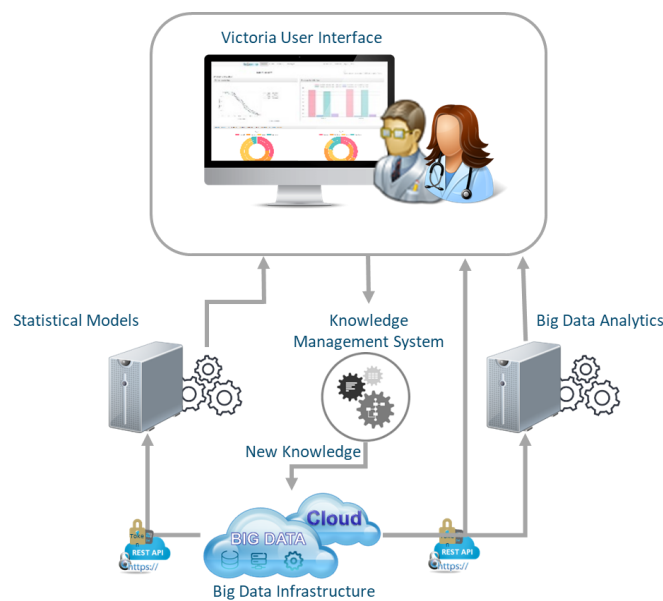 Victoria User Interface
Statistical Models
Knowledge
Management System
Big Data Analytics
New Knowledge
Cloud
BIG DATA
REST API
https://
REST API
https://
Big Data Infrastructure